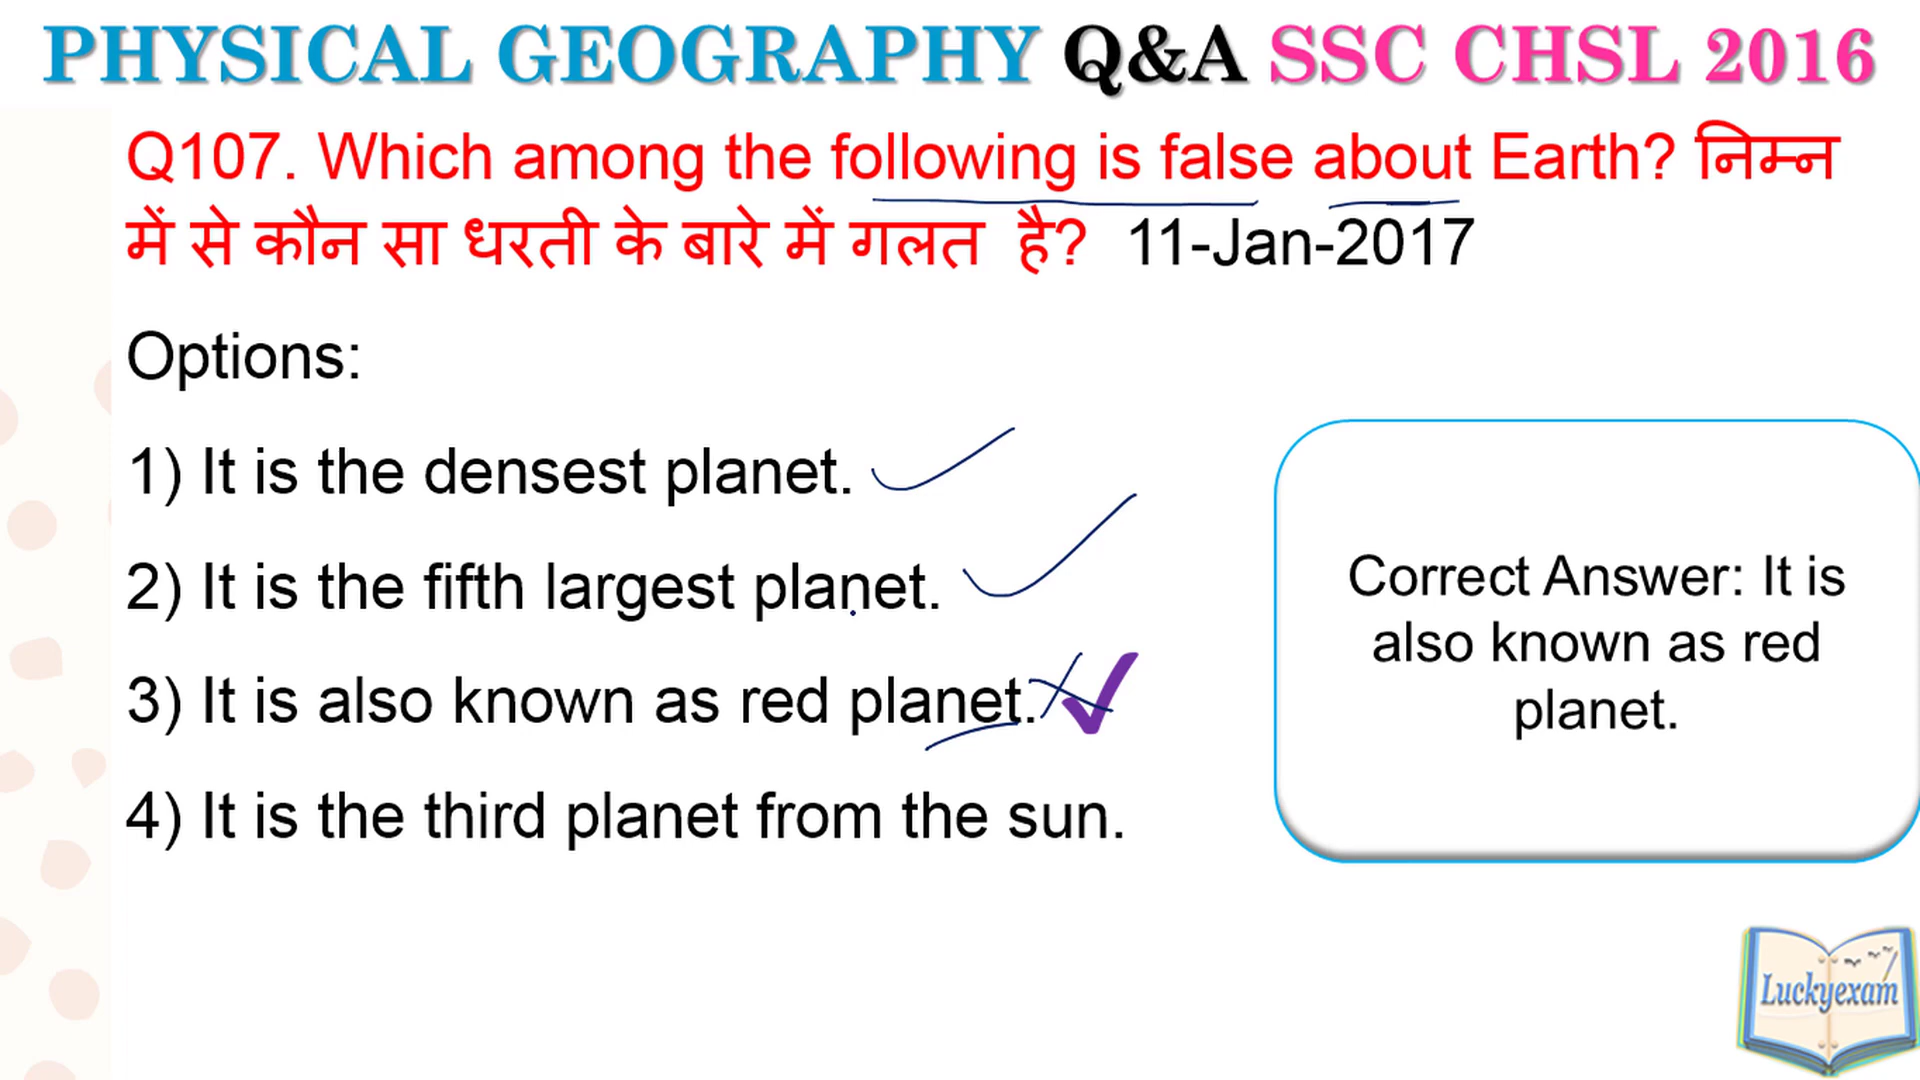 PHYSICAL GEOGRAPHY Q&A SSC CHSL 2016
Q107. Which among the following is false about Earth? निम्न
में से कौन सा धरती के बारे में गलत है? 11-Jan-2017
Options:
1) It is the densest planet.
2) It is the fifth largest planet.
3) It is also known as red planet.
4) It is the third planet from the sun.
Correct Answer: It is
also known as red
planet.
Luckyexam